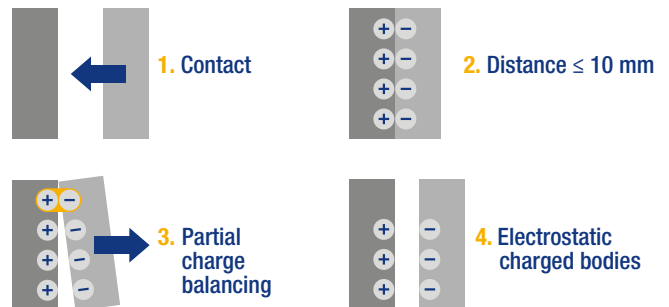 1. Contact
2. Distance ≤ 10 mm
+ −
+ −
+ −
+ −
3. Partial
charge
balancing
+ −
+ −
+ −
+ −
4. Electrostatic
charged bodies
+ −
+ −
+ −